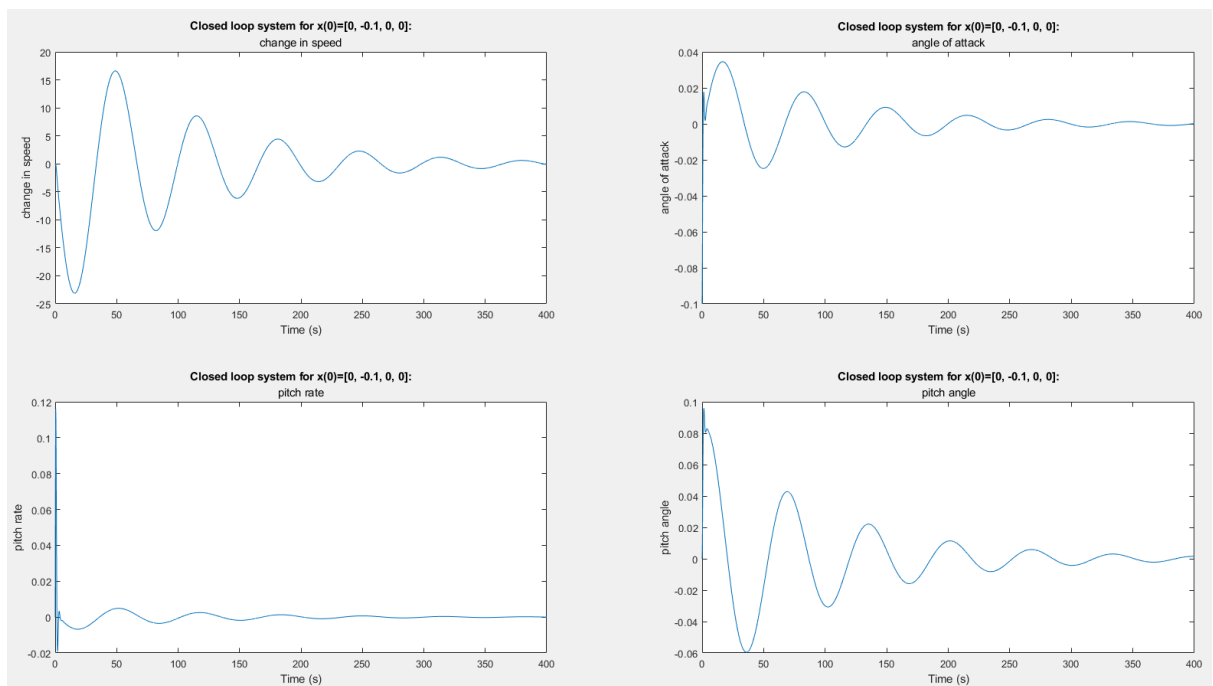 Closed loop system for x(0)=[0, -0.1, 0, 0]:
change in speed
20
15
10
5
0
-5
-10
-15
-20
-25
change in speed
0 50 100 150 200 250 300 350 400
Time (s)
Closed loop system for x(0)=[0, -0.1, 0, 0]:
angle of attack
0.04
0.02
0
-0.02
-0.04
-0.06
-0.08
-0.1
angle of attack
0 50 100 150 200 250 300 350 400
Time (s)
Closed loop system for x(0)=[0, -0.1, 0, 0]:
pitch rate
0.12
0.1
0.08
0.06
0.04
0.02
0
-0.02
pitch rate
0 50 100 150 200 250 300 350 400
Time (s)
Closed loop system for x(0)=[0, -0.1, 0, 0]:
pitch angle
0.1
0.08
0.06
0.04
0.02
0
-0.02
-0.04
-0.06
pitch angle
0 50 100 150 200 250 300 350 400
Time (s)